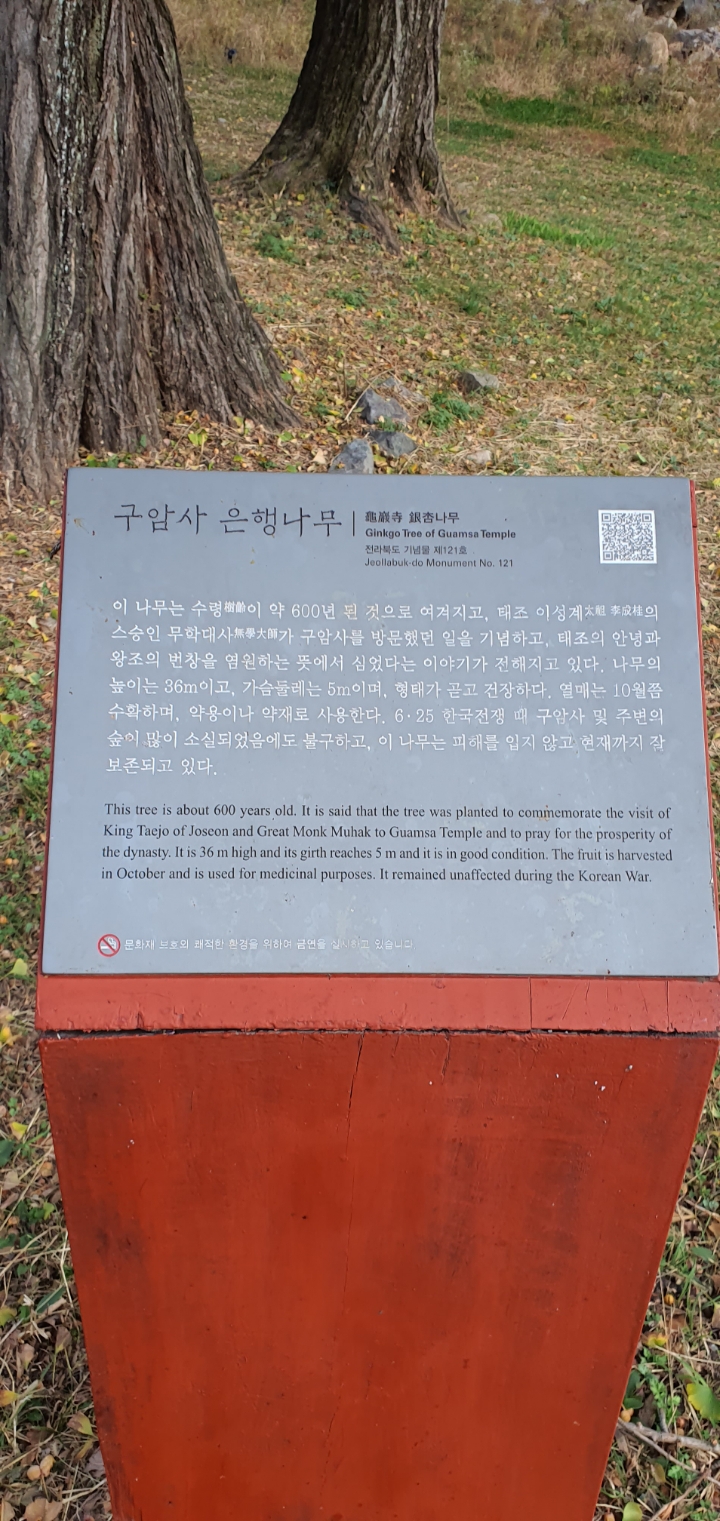 구암사 은행나무
龜巖寺 銀杏나무
Ginkgo Tree of Guamsa Temple
전라북도 기념물 제121호
Jeollabuk-do Monument No. 121
이 나무는 수령樹齡이 약 600년 된 것으로 여겨지고, 태조 이성계太祖 李成桂의
스승인 무학대사無學大師가 구암사를 방문했던 일을 기념하고, 태조의 안녕과
왕조의 번창을 염원하는 뜻에서 심었다는 이야기가 전해지고 있다. 나무의
높이는 36m이고, 가슴둘레는 5m이며, 형태가 곧고 건장하다. 열매는 10월쯤
수확하며, 약용이나 약재로 사용한다. 6·25 한국전쟁 때 구암사 및 주변의
숲이 많이 소실되었음에도 불구하고, 이 나무는 피해를 입지 않고 현재까지 잘
보존되고 있다.
This tree is about 600 years old. It is said that the tree was planted to commemorate the visit of
King Taejo of Joseon and Great Monk Muhak to Guamsa Temple and to pray for the prosperity of
the dynasty. It is 36 m high and its girth reaches 5 m and it is in good condition. The fruit is harvested
in October and is used for medicinal purposes. It remained unaffected during the Korean War.
문화재 보호와 쾌적한 환경을 위하여 금연을 실시하고 있습니다